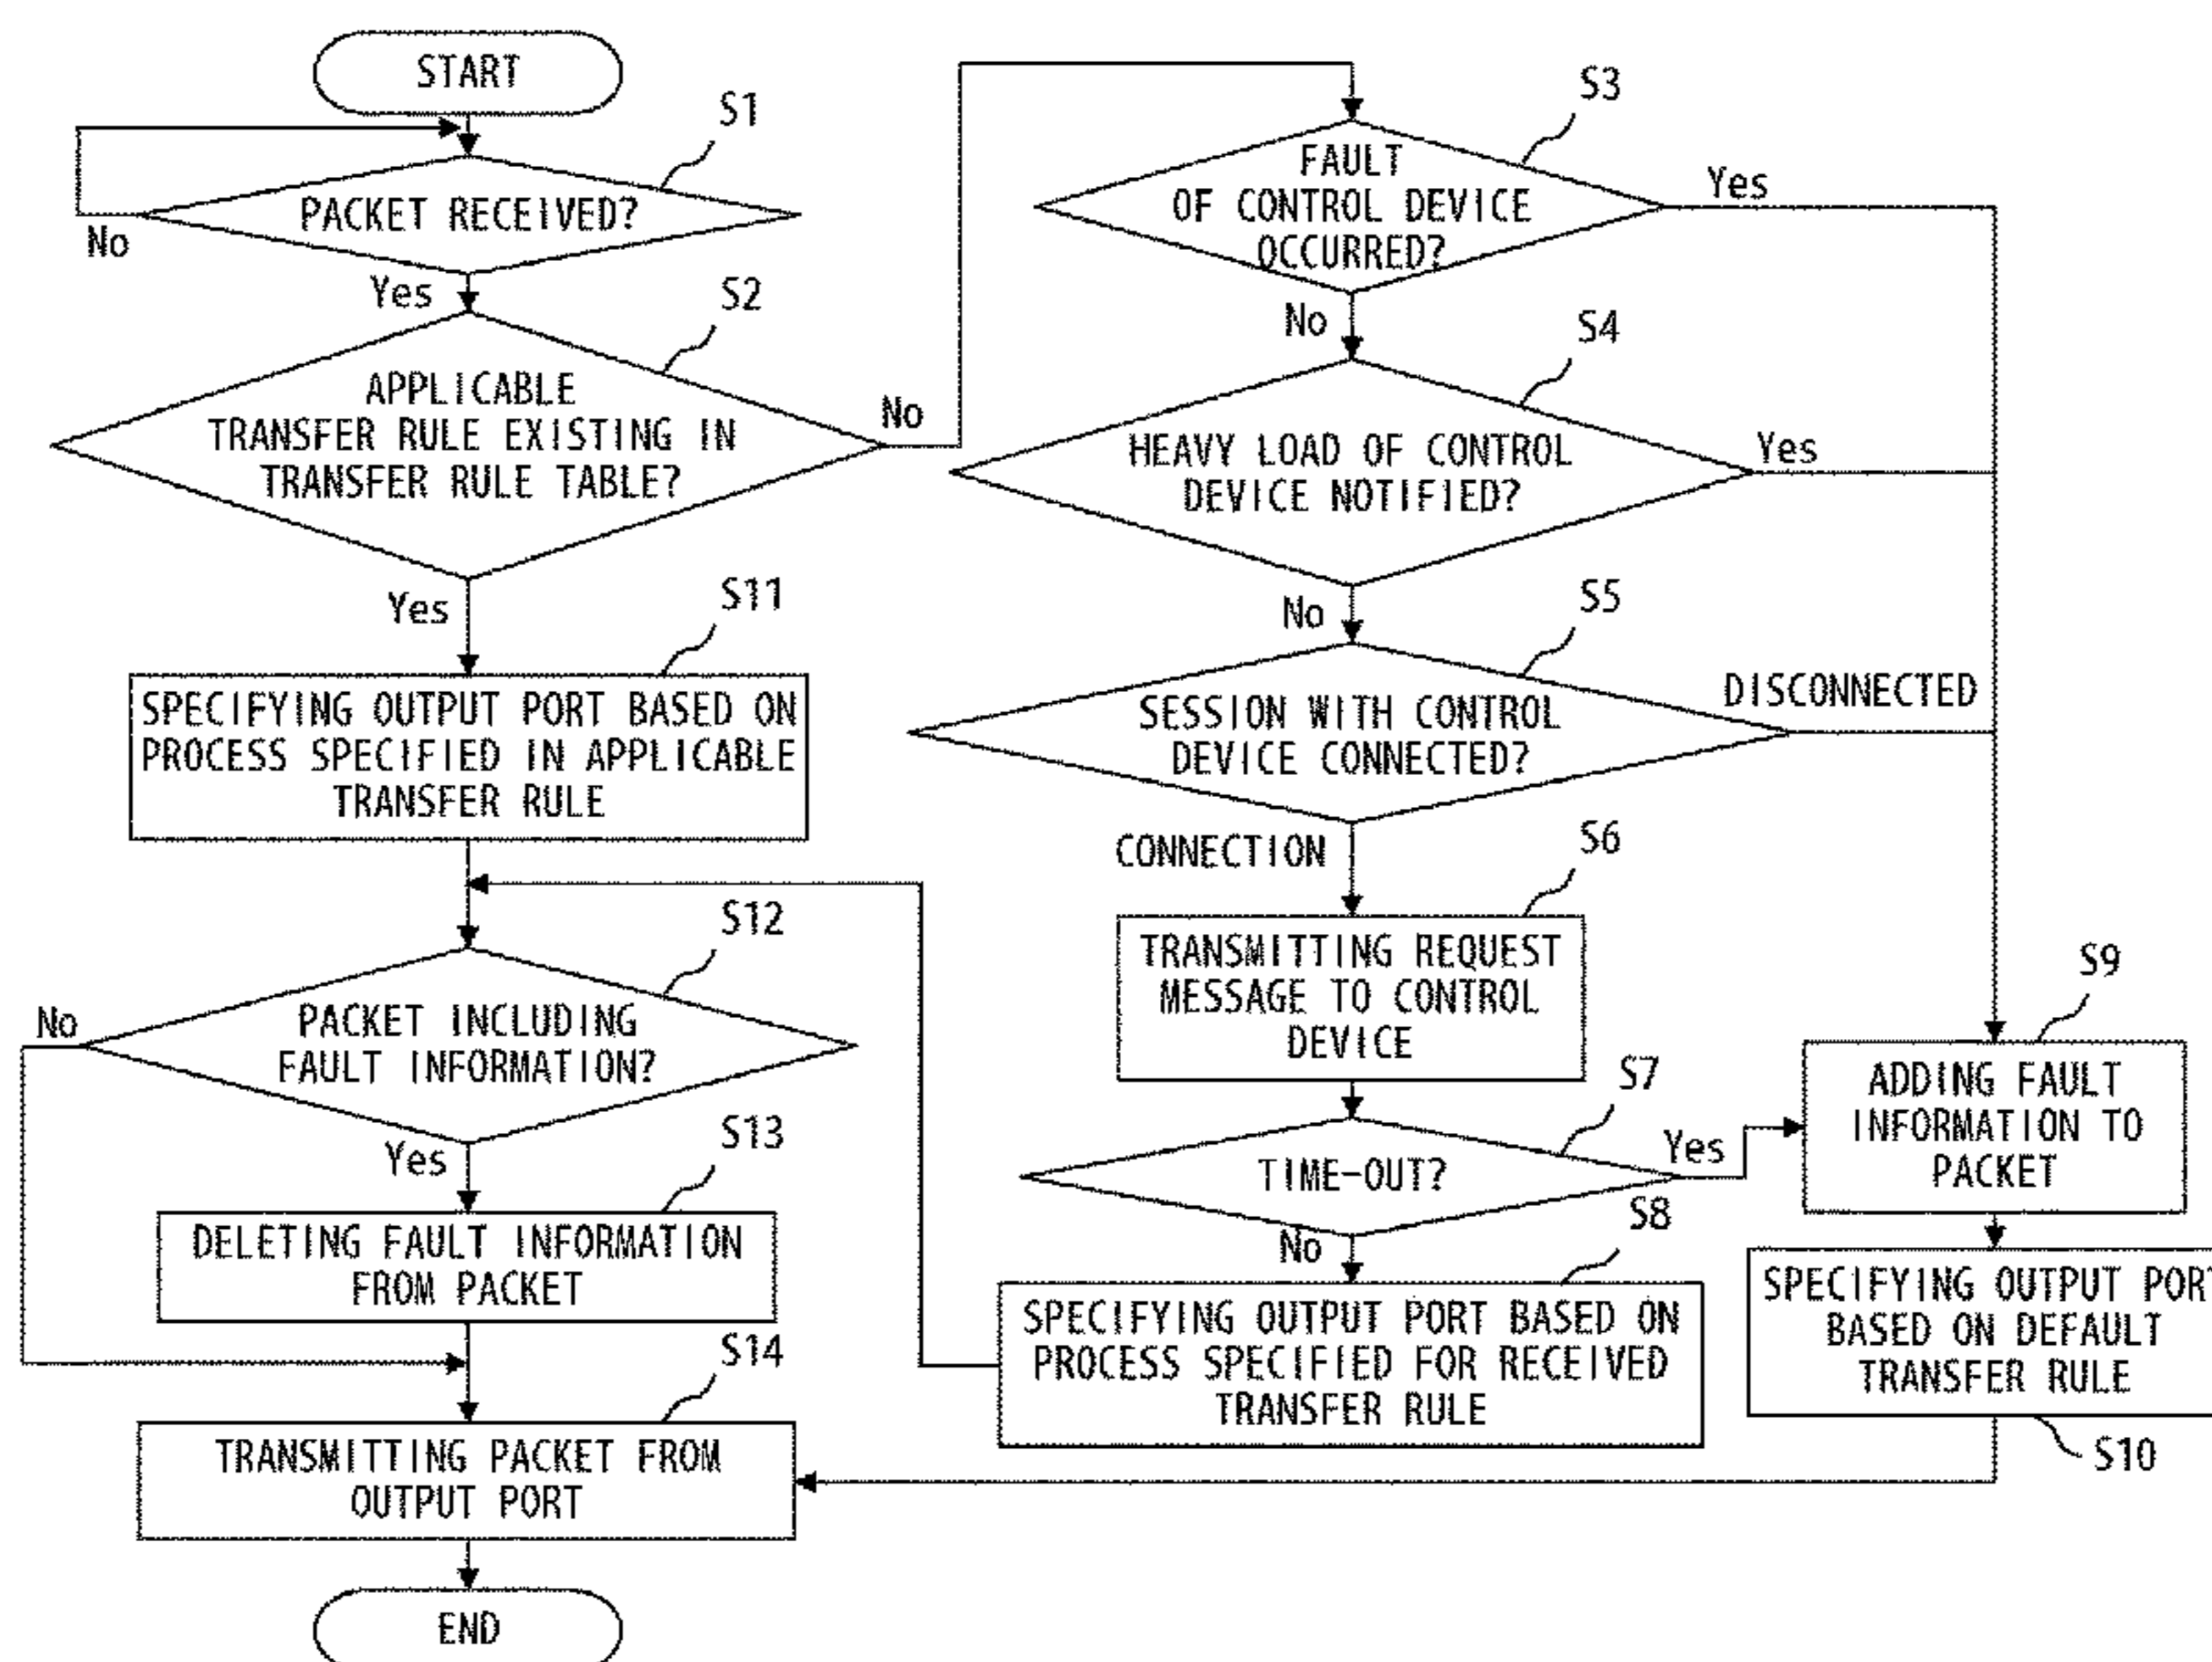 START
S1
PACKET RECEIVED?
No
Yes
S2
APPLICABLE
TRANSFER RULE EXISTING IN
TRANSFER RULE TABLE?
No
Yes
S11
SPECIFYING OUTPUT PORT BASED ON
PROCESS SPECIFIED IN APPLICABLE
TRANSFER RULE
S12
PACKET INCLUDING
FAULT INFORMATION?
No
Yes
S13
DELETING FAULT INFORMATION
FROM PACKET
S14
TRANSMITTING PACKET FROM
OUTPUT PORT
END
S3
FAULT
OF CONTROL DEVICE
OCCURRED?
Yes
No
S4
HEAVY LOAD OF CONTROL
DEVICE NOTIFIED?
Yes
No
S5
SESSION WITH CONTROL
DEVICE CONNECTED?
DISCONNECTED
CONNECTION
S6
TRANSMITTING REQUEST
MESSAGE TO CONTROL
DEVICE
S7
TIME-OUT?
Yes
No
S8
SPECIFYING OUTPUT PORT BASED ON
PROCESS SPECIFIED FOR RECEIVED
TRANSFER RULE
S9
ADDING FAULT
INFORMATION TO
PACKET
SPECIFYING OUTPUT PORT
BASED ON DEFAULT
TRANSFER RULE
S10